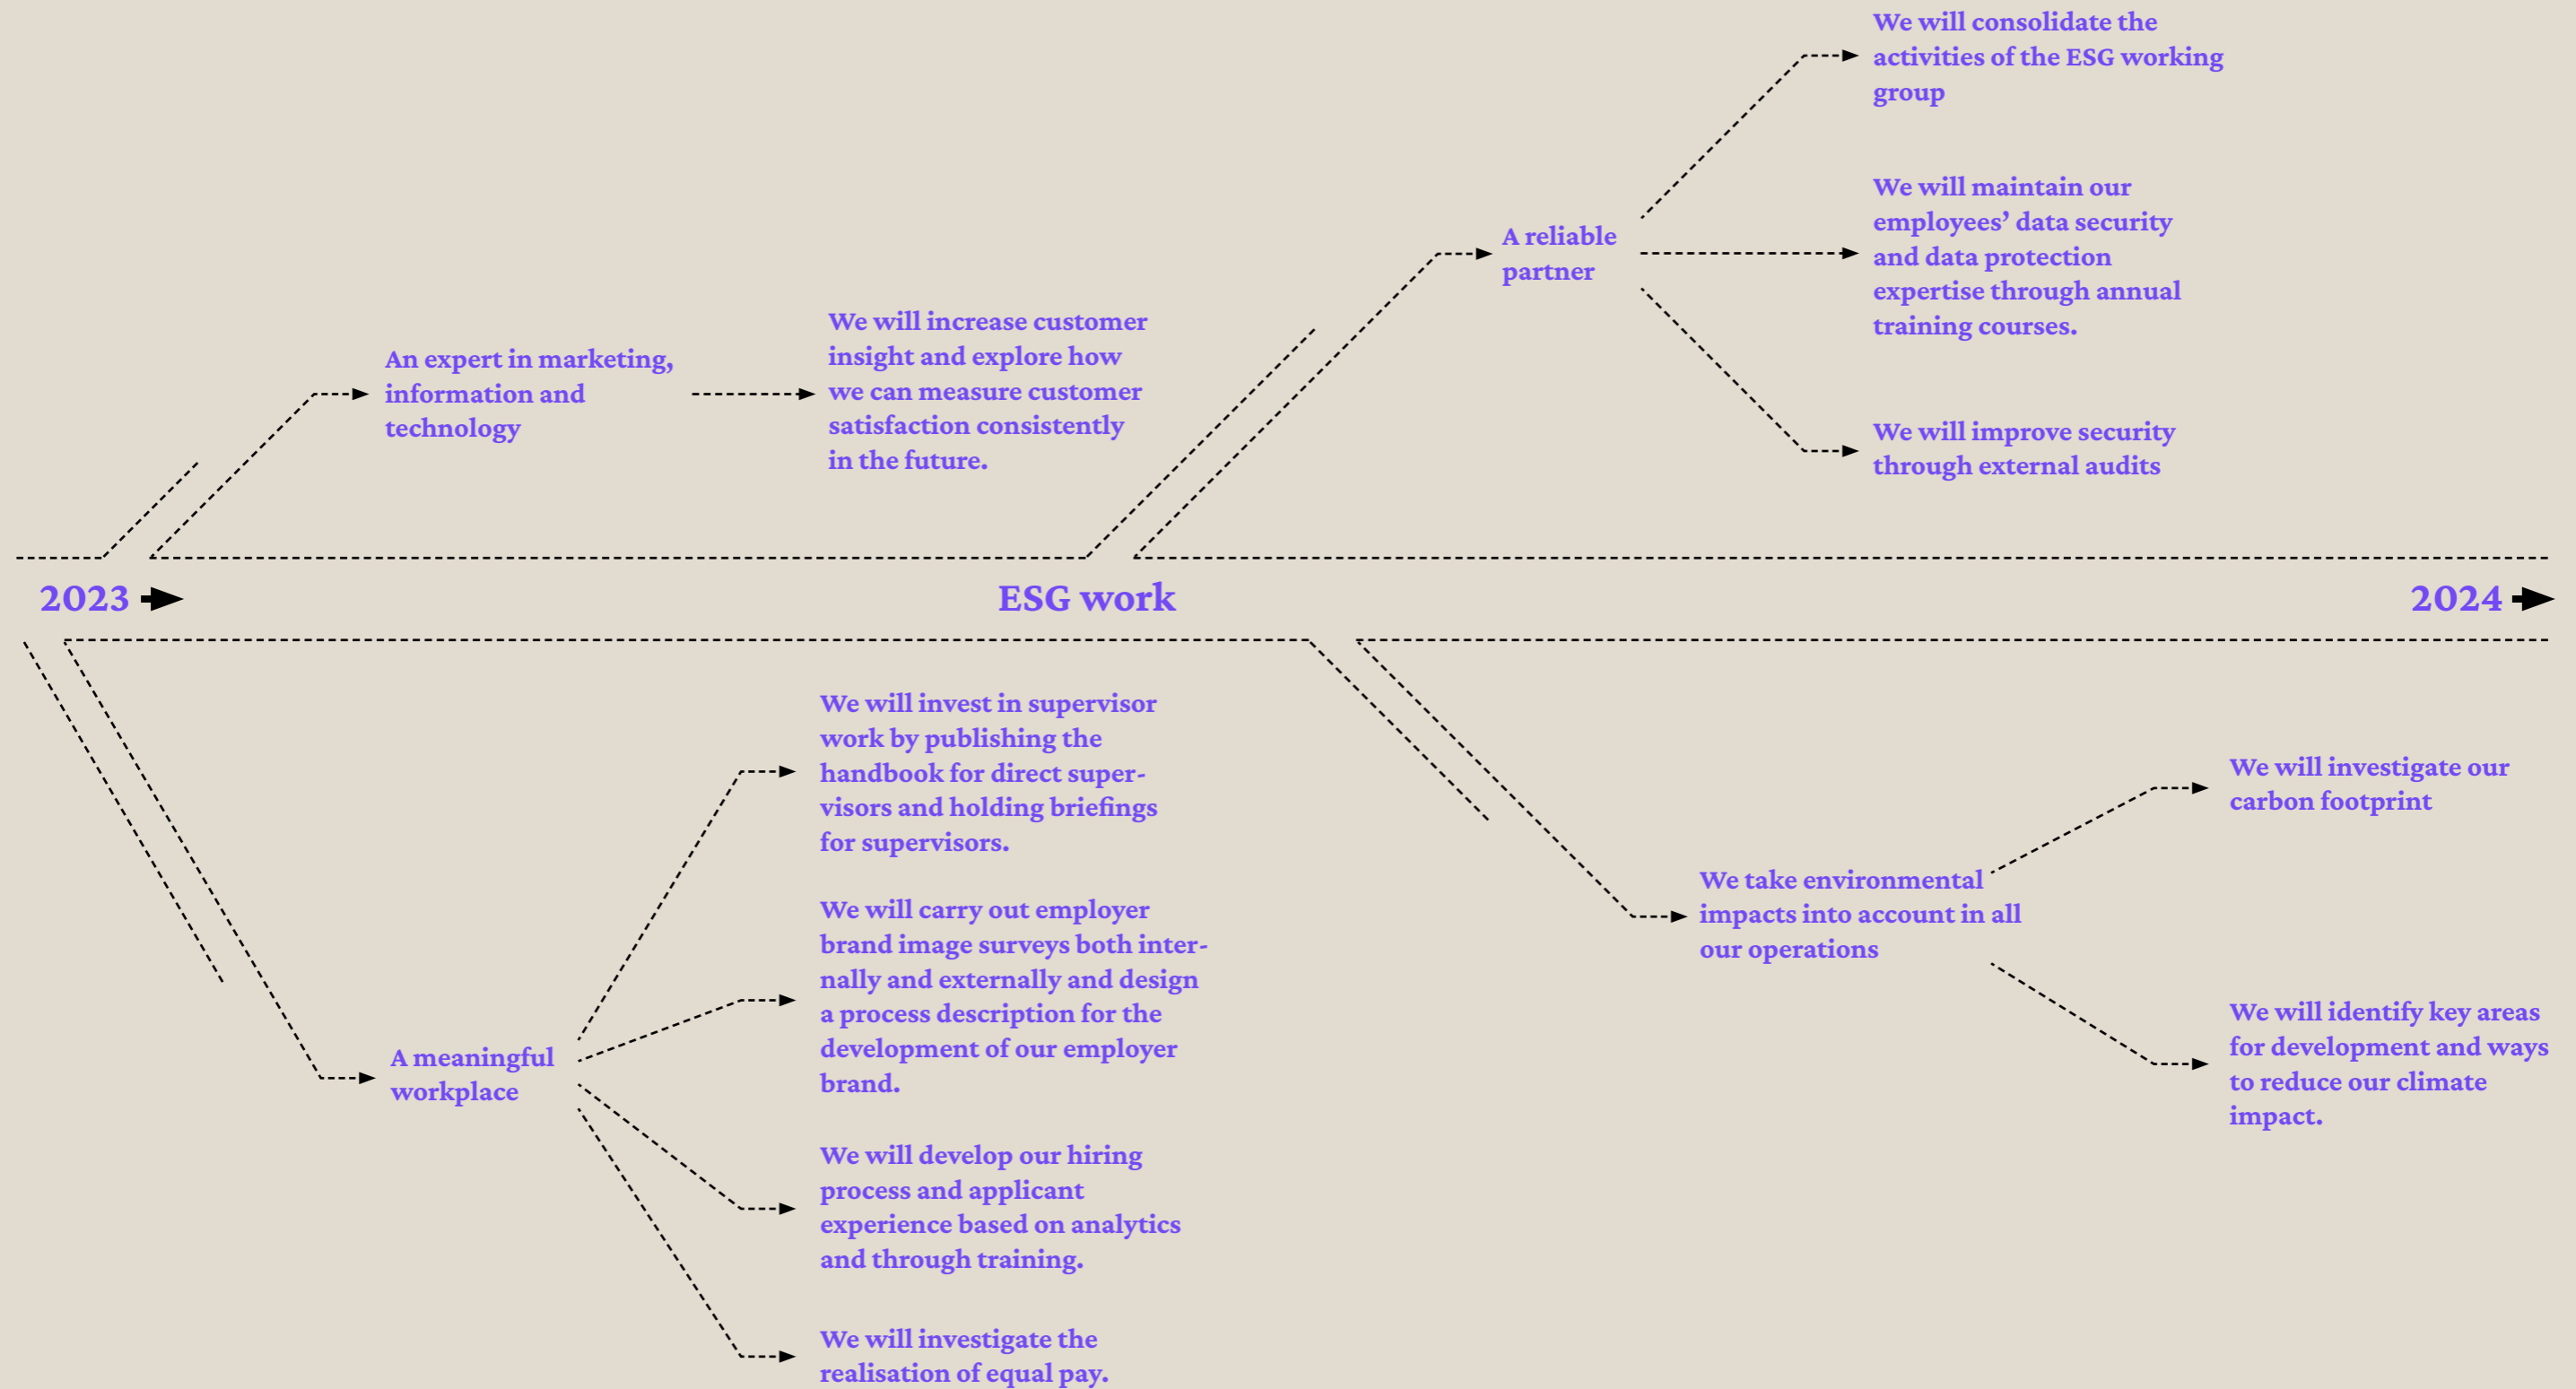 We will consolidate the
activities of the ESG working
group
We will maintain our
employees’ data security
and data protection
expertise through annual
training courses.
A reliable
partner
We will improve security
through external audits
An expert in marketing,
information and
technology
We will increase customer
insight and explore how
we can measure customer
satisfaction consistently
in the future.
2023
ESG work
2024
A meaningful
workplace
We will invest in supervisor
work by publishing the
handbook for direct super-
visors and holding briefings
for supervisors.
We will carry out employer
brand image surveys both inter-
nally and externally and design
a process description for the
development of our employer
brand.
We will develop our hiring
process and applicant
experience based on analytics
and through training.
We will investigate the
realisation of equal pay.
We take environmental
impacts into account in all
our operations
We will investigate our
carbon footprint
We will identify key areas
for development and ways
to reduce our climate
impact.